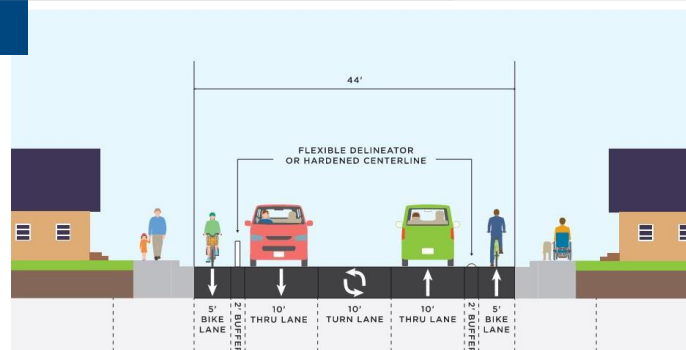 44'
FLEXIBLE DELINEATOR
OR HARDENED CENTERLINE
5'
BIKE
LANE
2' BUFFER
10'
THRU LANE
10'
TURN LANE
10'
THRU LANE
2' BUFFER
5'
BIKE
LANE